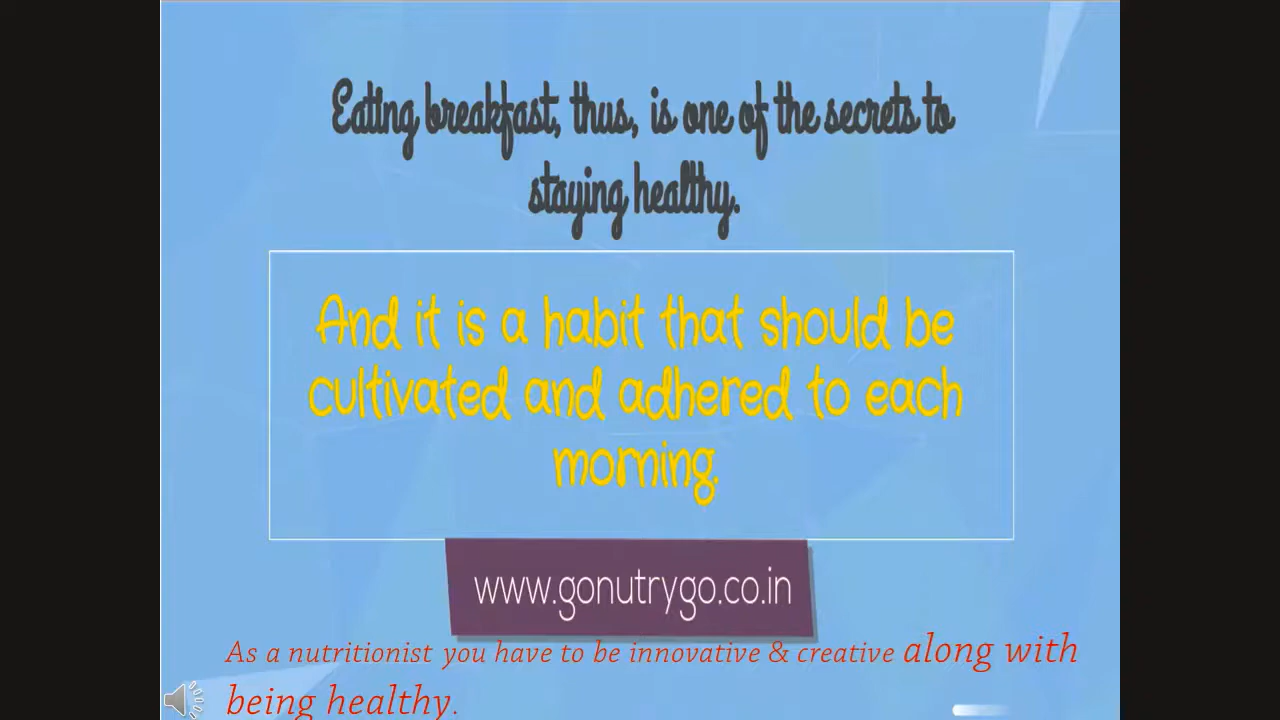 Eating breakfast, thus, is one of the secrets to
staying healthy.
And it is a habit that should be
cultivated and adhered to each
morning.
www.gonutrygo.co.in
As a nutritionist you have to be innovative & creative along with
being healthy.